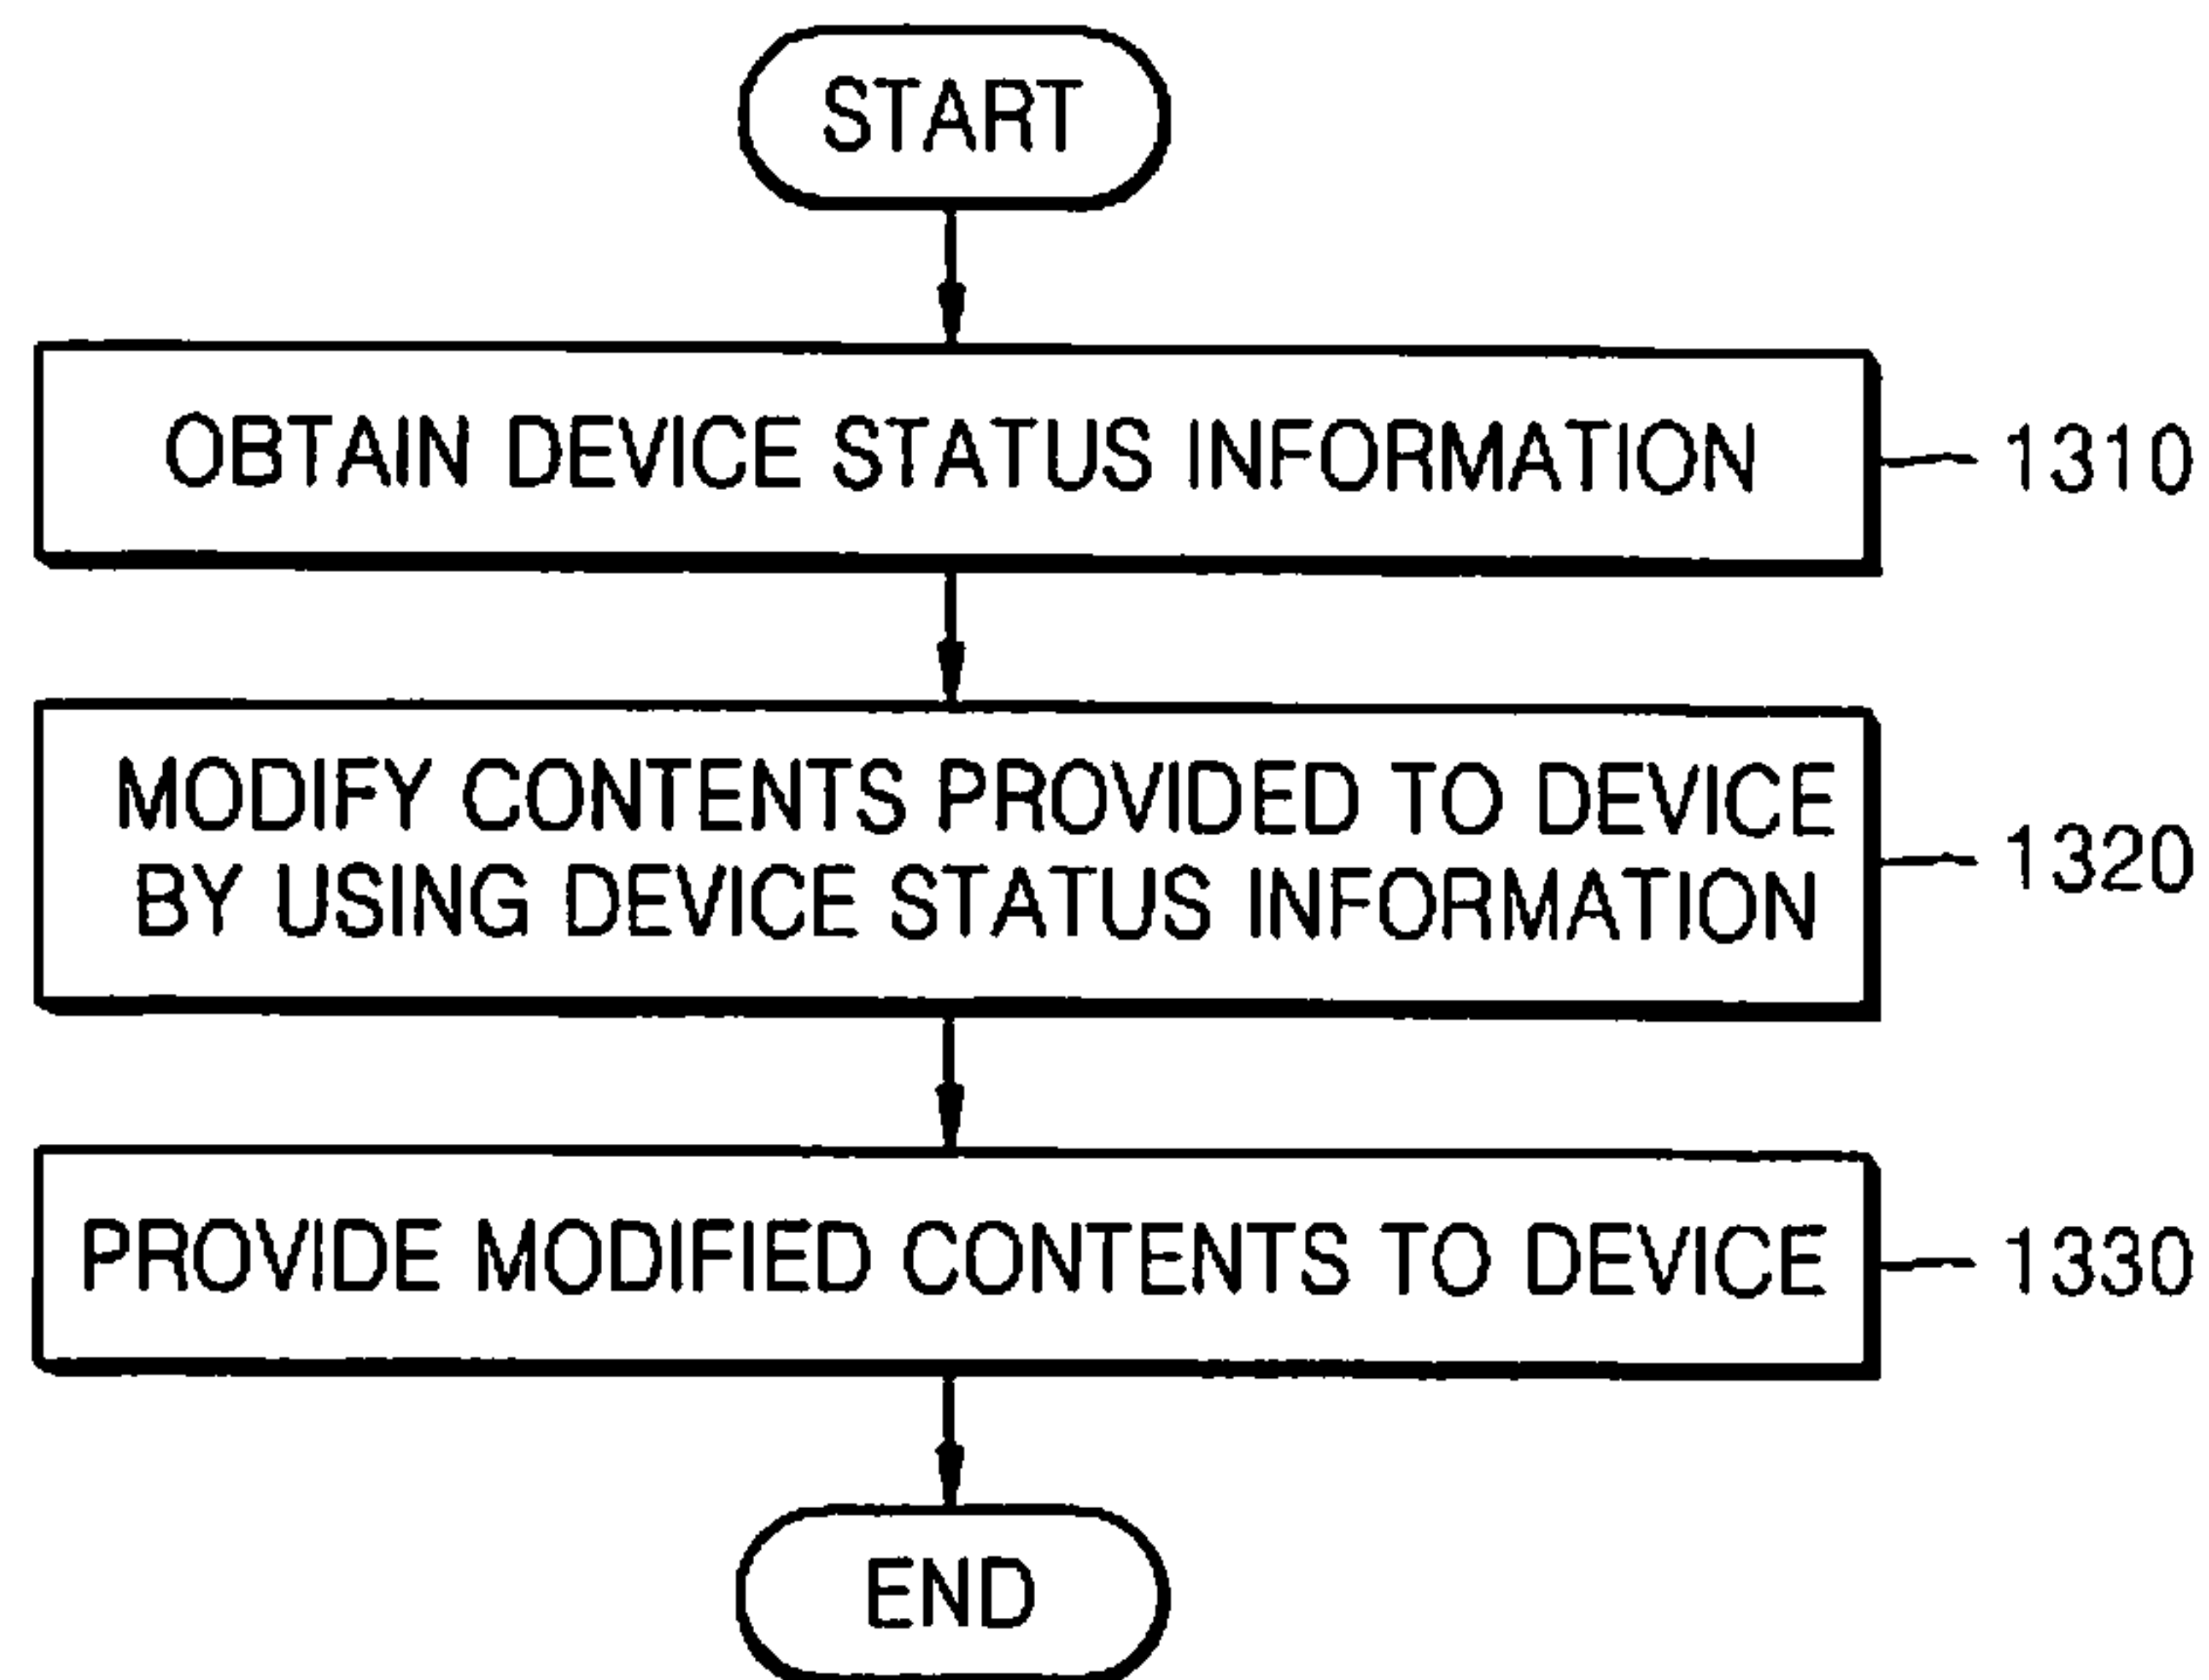 START
OBTAIN DEVICE STATUS INFORMATION
1310
MODIFY CONTENTS PROVIDED TO DEVICE
BY USING DEVICE STATUS INFORMATION
1320
PROVIDE MODIFIED CONTENTS TO DEVICE
1330
END